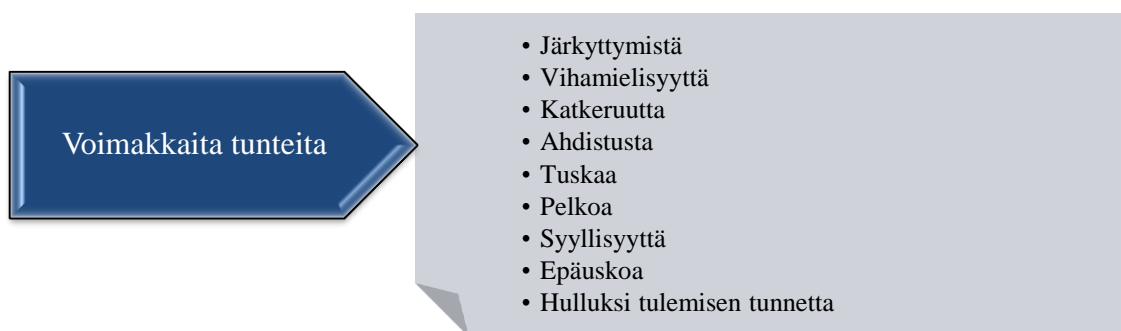 Voimakkaita tunteita
• Järkyttymistä
• Vihamielisyyttä
• Katkeruutta
• Ahdistusta
• Tuskaa
• Pelkoa
• Syyllisyyttä
• Epäuskoa
• Hulluksi tulemisen tunnetta